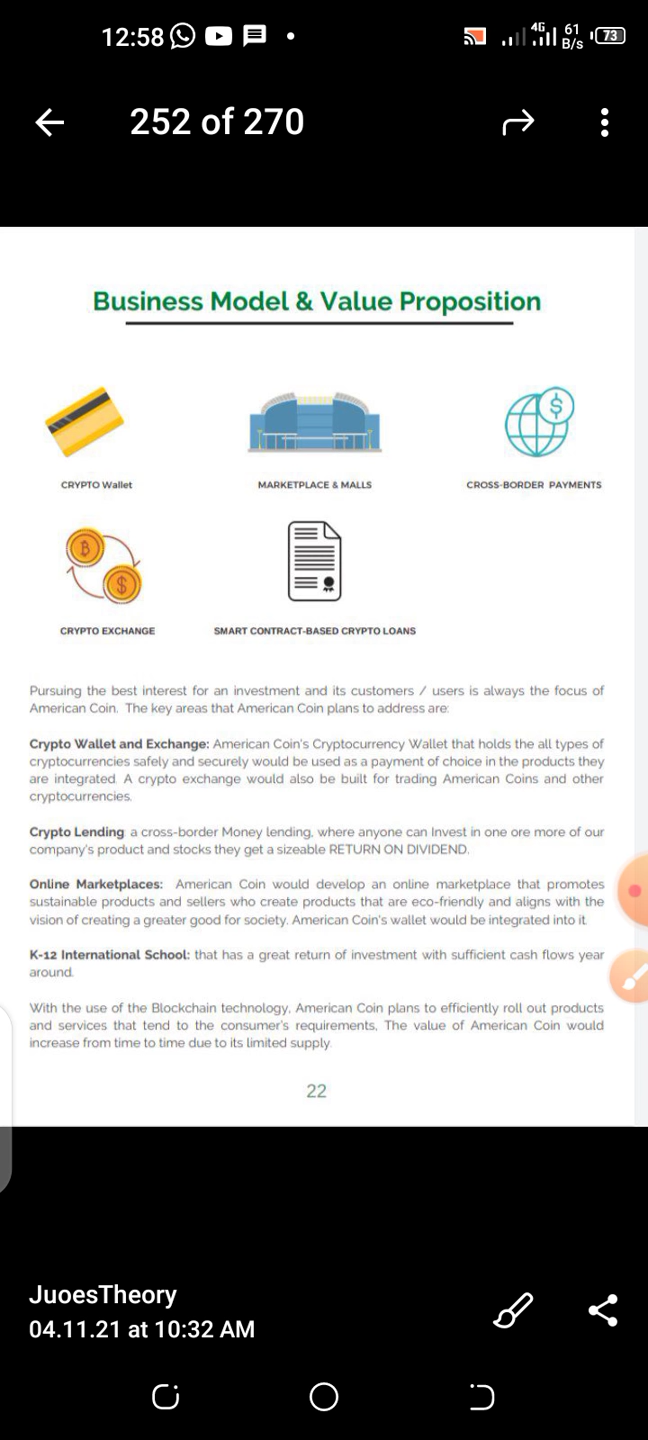 12:58
4G 61 B/s 73
252 of 270
Business Model & Value Proposition
CRYPTO Wallet
MARKETPLACE & MALLS
CROSS-BORDER PAYMENTS
CRYPTO EXCHANGE
SMART CONTRACT-BASED CRYPTO LOANS
Pursuing the best interest for an investment and its customers / users is always the focus of
American Coin. The key areas that American Coin plans to address are:
Crypto Wallet and Exchange: American Coin's Cryptocurrency Wallet that holds the all types of
cryptocurrencies safely and securely would be used as a payment of choice in the products they
are integrated. A crypto exchange would also be built for trading American Coins and other
cryptocurrencies.
Crypto Lending: a cross-border Money lending, where anyone can Invest in one ore more of our
company's product and stocks they get a sizeable RETURN ON DIVIDEND.
Online Marketplaces: American Coin would develop an online marketplace that promotes
sustainable products and sellers who create products that are eco-friendly and aligns with the
vision of creating a greater good for society. American Coin's wallet would be integrated into it
K-12 International School: that has a great return of investment with sufficient cash flows year
around.
With the use of the Blockchain technology, American Coin plans to efficiently roll out products
and services that tend to the consumer's requirements, The value of American Coin would
increase from time to time due to its limited supply.
22
JuoesTheory
04.11.21 at 10:32 AM